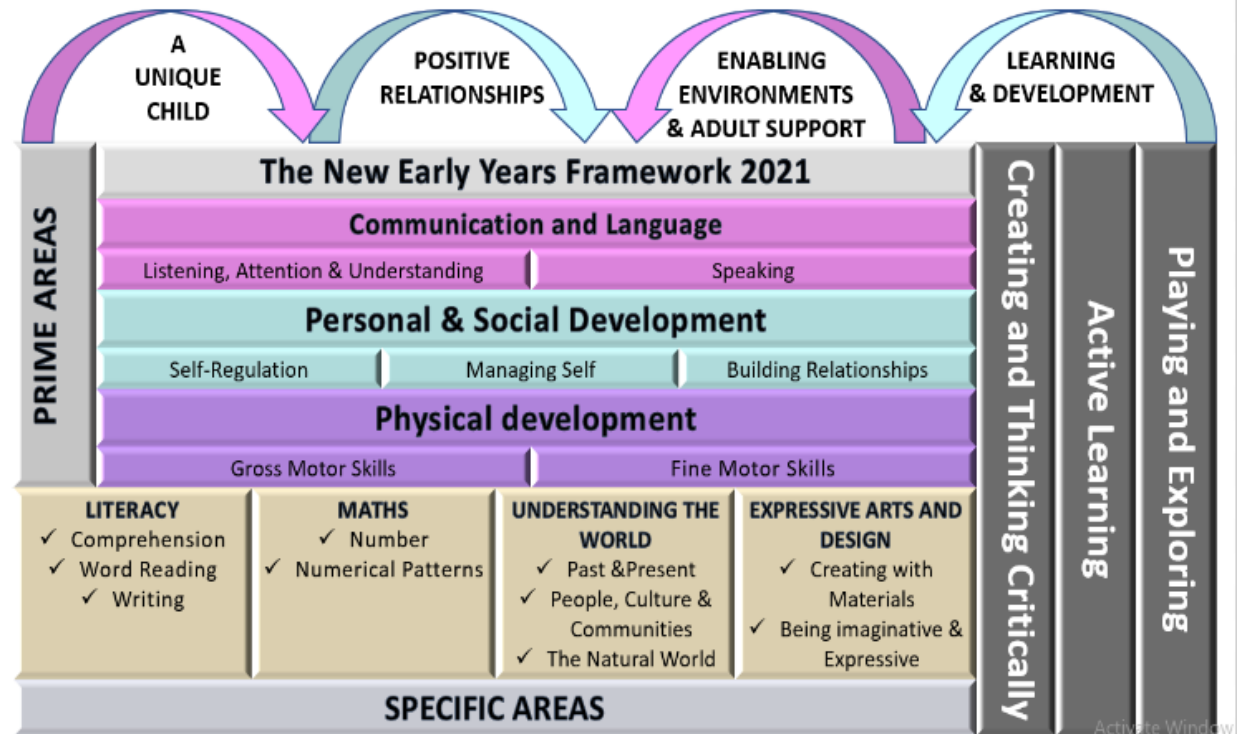 A
UNIQUE
CHILD
POSITIVE
RELATIONSHIPS
ENABLING
ENVIRONMENTS
& ADULT SUPPORT
LEARNING
& DEVELOPMENT
PRIME AREAS
The New Early Years Framework 2021
Communication and Language
Listening, Attention & Understanding
Speaking
Personal & Social Development
Self-Regulation
Managing Self
Building Relationships
Physical development
Gross Motor Skills
Fine Motor Skills
LITERACY
✓ Comprehension
✓ Word Reading
✓ Writing
MATHS
✓ Number
✓ Numerical Patterns
UNDERSTANDING THE
WORLD
✓ Past &Present
✓ People, Culture &
Communities
✓ The Natural World
EXPRESSIVE ARTS AND
DESIGN
✓ Creating with
Materials
✓ Being imaginative &
Expressive
SPECIFIC AREAS
Creating and Thinking Critically
Active Learning
Playing and Exploring
Activate Window